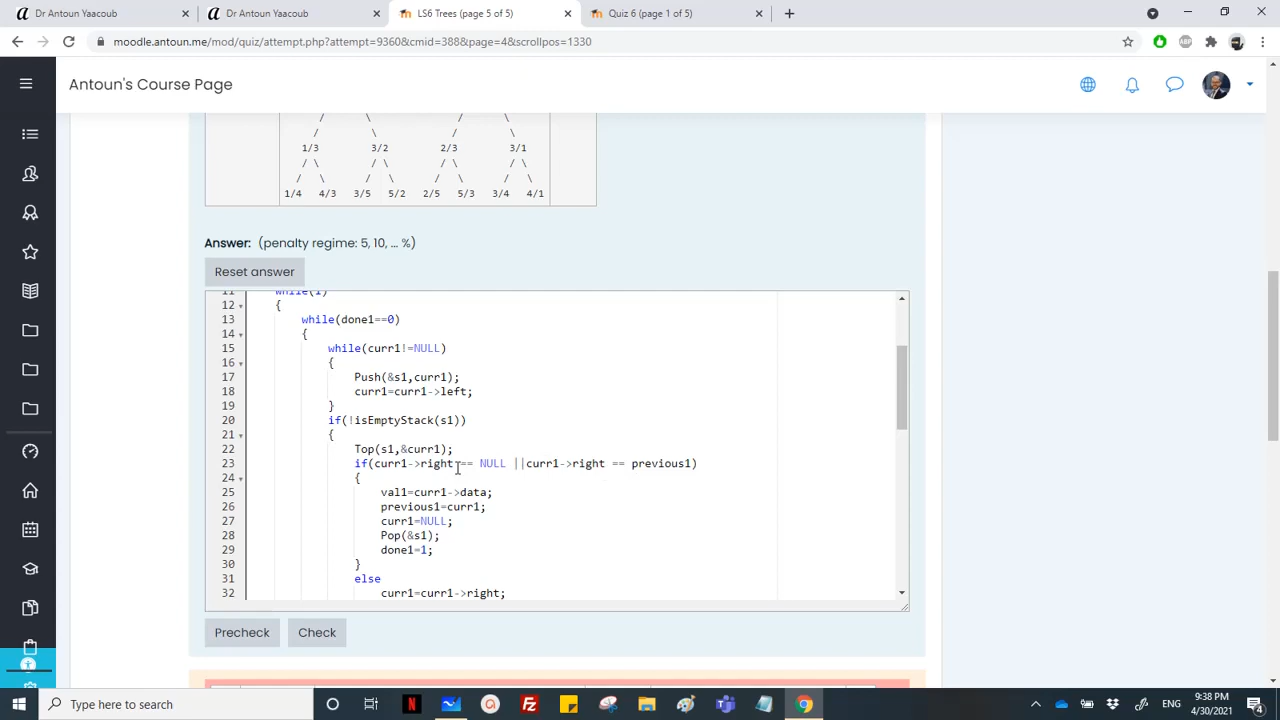 Dr Antoun Yaacoub
Dr Antoun Yaacoub
LS6 Trees (page 5 of 5)
Quiz 6 (page 1 of 5)
moodle.antoun.me/mod/quiz/attempt.php?attempt=9360&cmid=388&page=4&scrollpos=1330
Antoun's Course Page
/ \ / \
/ \ / \
1/3 3/2 2/3 3/1
/ \ / \ / \ / \
/ \ / \ / \ / \
1/4 4/3 3/5 5/2 2/5 5/3 3/4 4/1
Answer: (penalty regime: 5, 10, ... %)
Reset answer
11 while(1)
12 {
13 while(done1==0)
14 {
15 while(curr1!=NULL)
16 {
17 Push(&s1,curr1);
18 curr1=curr1->left;
19 }
20 if(!isEmptyStack(s1))
21 {
22 Top(s1,&curr1);
23 if(curr1->right == NULL ||curr1->right == previous1)
24 {
25 val1=curr1->data;
26 previous1=curr1;
27 curr1=NULL;
28 Pop(&s1);
29 done1=1;
30 }
31 else
32 curr1=curr1->right;
Precheck
Check
Type here to search
ENG
9:38 PM
4/30/2021